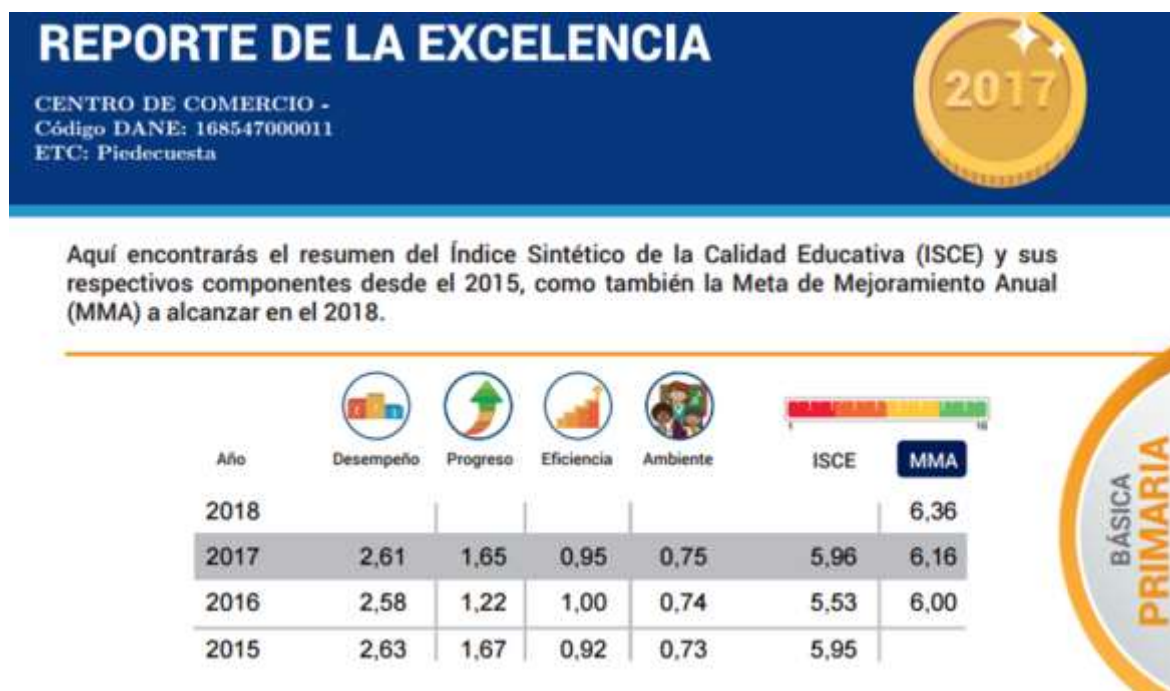 REPORTE DE LA EXCELENCIA
2017
CENTRO DE COMERCIO -
Código DANE: 168547000011
ETC: Piedecuesta
Aquí encontrarás el resumen del Índice Sintético de la Calidad Educativa (ISCE) y sus
respectivos componentes desde el 2015, como también la Meta de Mejoramiento Anual
(MMA) a alcanzar en el 2018.
Año Desempeño Progreso Eficiencia Ambiente ISCE MMA
2018 6,36
2017 2,61 1,65 0,95 0,75 5,96 6,16
2016 2,58 1,22 1,00 0,74 5,53 6,00
2015 2,63 1,67 0,92 0,73 5,95
BÁSICA
PRIMARIA